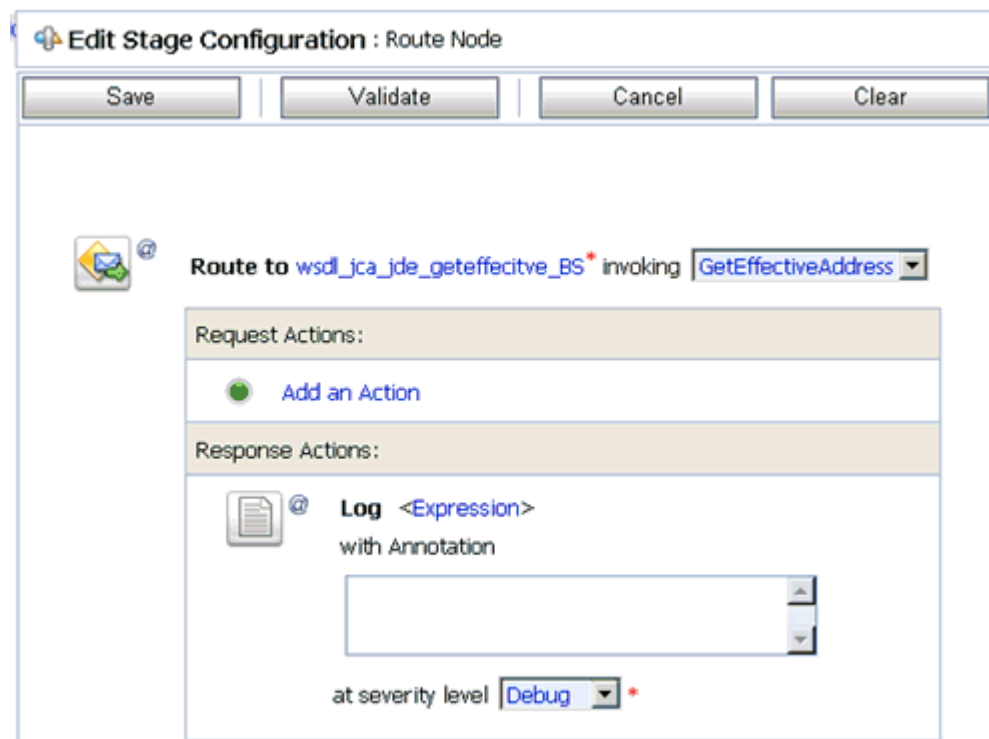 Edit Stage Configuration : Route Node
Save Validate Cancel Clear
@ Route to wsdl_jca_jde_geteffecitve_BS* invoking GetEffectiveAddress
Request Actions:
Add an Action
Response Actions:
@ Log <Expression>
with Annotation
at severity level Debug *